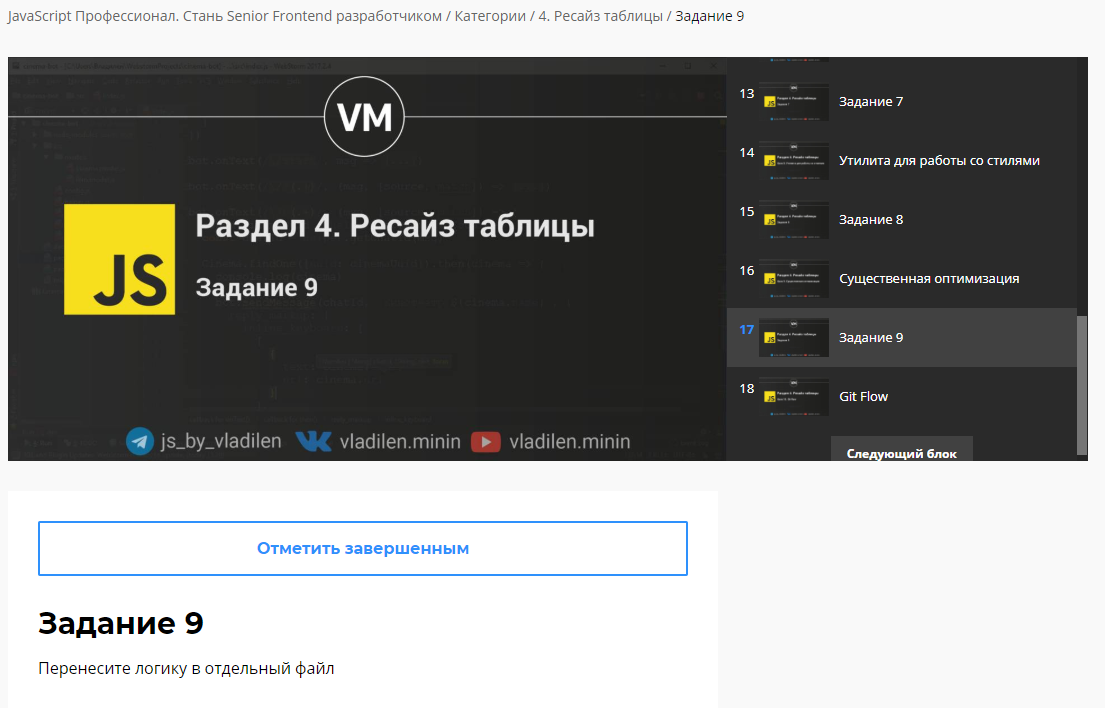 JavaScript Профессионал. Стань Senior Frontend разработчиком / Категории / 4. Ресайз таблицы / Задание 9
VM
JS
Раздел 4. Ресайз таблицы
Задание 9
js_by_vladilen
vladilen.minin
vladilen.minin
13
Задание 7
14
Утилита для работы со стилями
15
Задание 8
16
Существенная оптимизация
17
Задание 9
18
Git Flow
Следующий блок
Отметить завершенным
Задание 9
Перенесите логику в отдельный файл